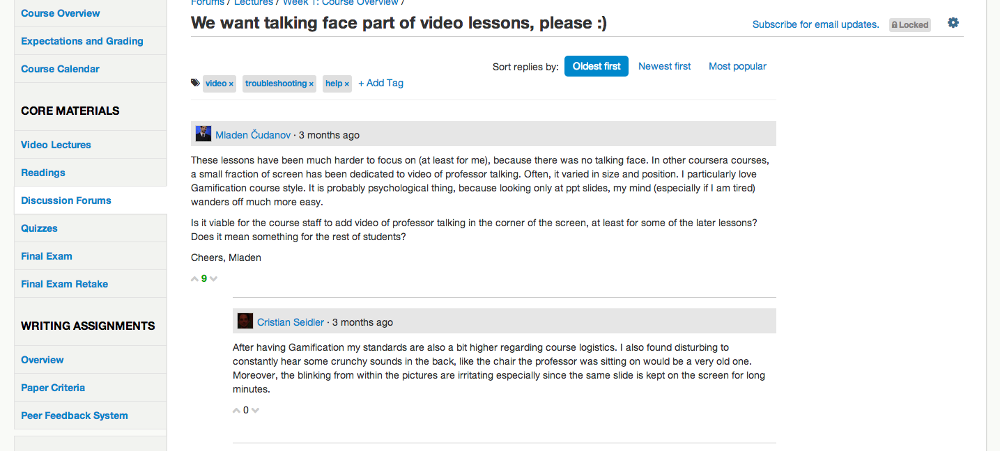 Course Overview
Expectations and Grading
Course Calendar
CORE MATERIALS
Video Lectures
Readings
Discussion Forums
Quizzes
Final Exam
Final Exam Retake
WRITING ASSIGNMENTS
Overview
Paper Criteria
Peer Feedback System
Forums / Lectures / Week 1: Course Overview /
We want talking face part of video lessons, please :)
Subscribe for email updates.
Locked
Sort replies by: Oldest first Newest first Most popular
video × troubleshooting × help × + Add Tag
Mladen Čudanov · 3 months ago
These lessons have been much harder to focus on (at least for me), because there was no talking face. In other coursera courses,
a small fraction of screen has been dedicated to video of professor talking. Often, it varied in size and position. I particularly love
Gamification course style. It is probably psychological thing, because looking only at ppt slides, my mind (especially if I am tired)
wanders off much more easy.
Is it viable for the course staff to add video of professor talking in the corner of the screen, at least for some of the later lessons?
Does it mean something for the rest of students?
Cheers, Mladen
9
Cristian Seidler · 3 months ago
After having Gamification my standards are also a bit higher regarding course logistics. I also found disturbing to
constantly hear some crunchy sounds in the back, like the chair the professor was sitting on would be a very old one.
Moreover, the blinking from within the pictures are irritating especially since the same slide is kept on the screen for long
minutes.
0